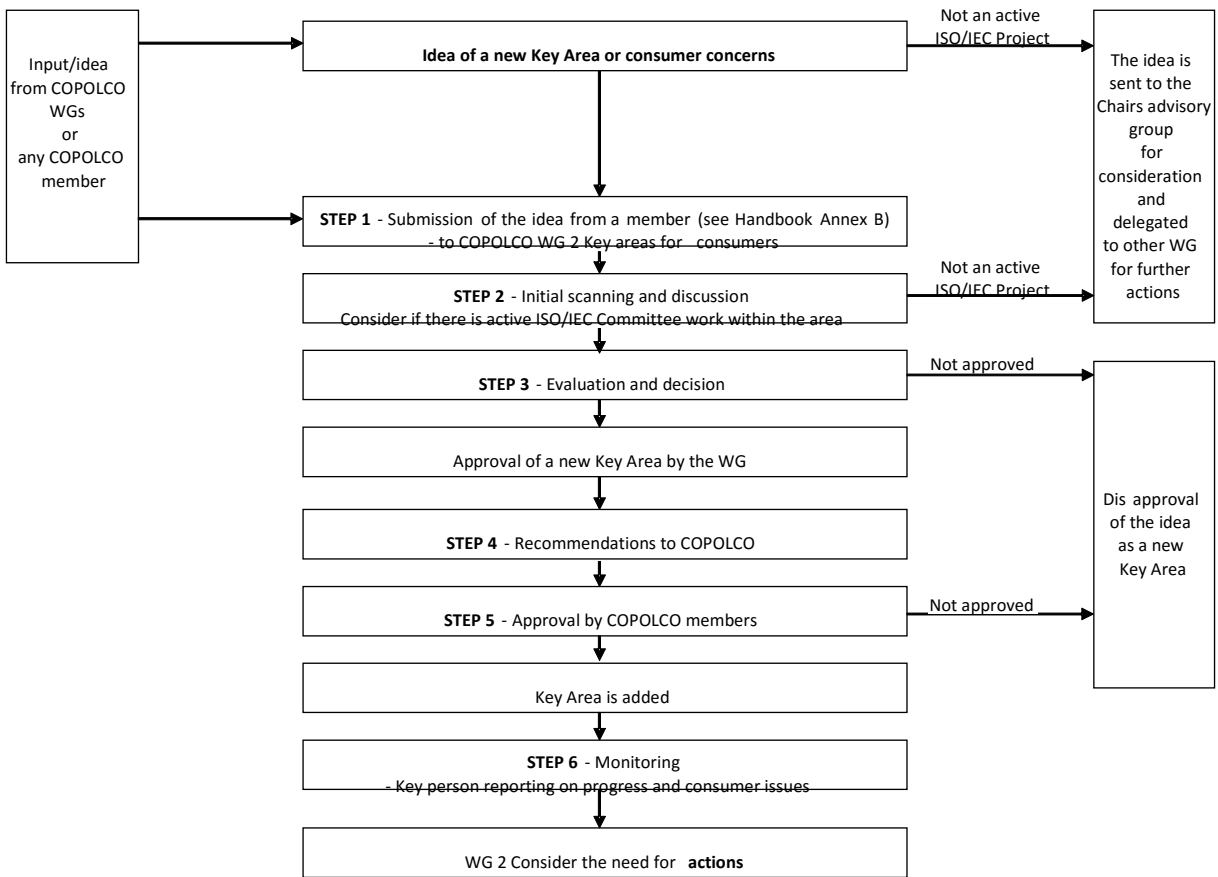 Input/idea
from COPOLCO
WGs
or
any COPOLCO
member
Idea of a new Key Area or consumer concerns
Not an active
ISO/IEC Project
The idea is
sent to the
Chairs advisory
group
for
consideration
and
delegated
to other WG
for further
actions
STEP 1 - Submission of the idea from a member (see Handbook Annex B)
- to COPOLCO WG 2 Key areas for consumers
STEP 2 - Initial scanning and discussion
Consider if there is active ISO/IEC Committee work within the area
Not an active
ISO/IEC Project
STEP 3 - Evaluation and decision
Not approved
Approval of a new Key Area by the WG
STEP 4 - Recommendations to COPOLCO
Dis approval
of the idea
as a new
Key Area
STEP 5 - Approval by COPOLCO members
Not approved
Key Area is added
STEP 6 - Monitoring
- Key person reporting on progress and consumer issues
WG 2 Consider the need for actions